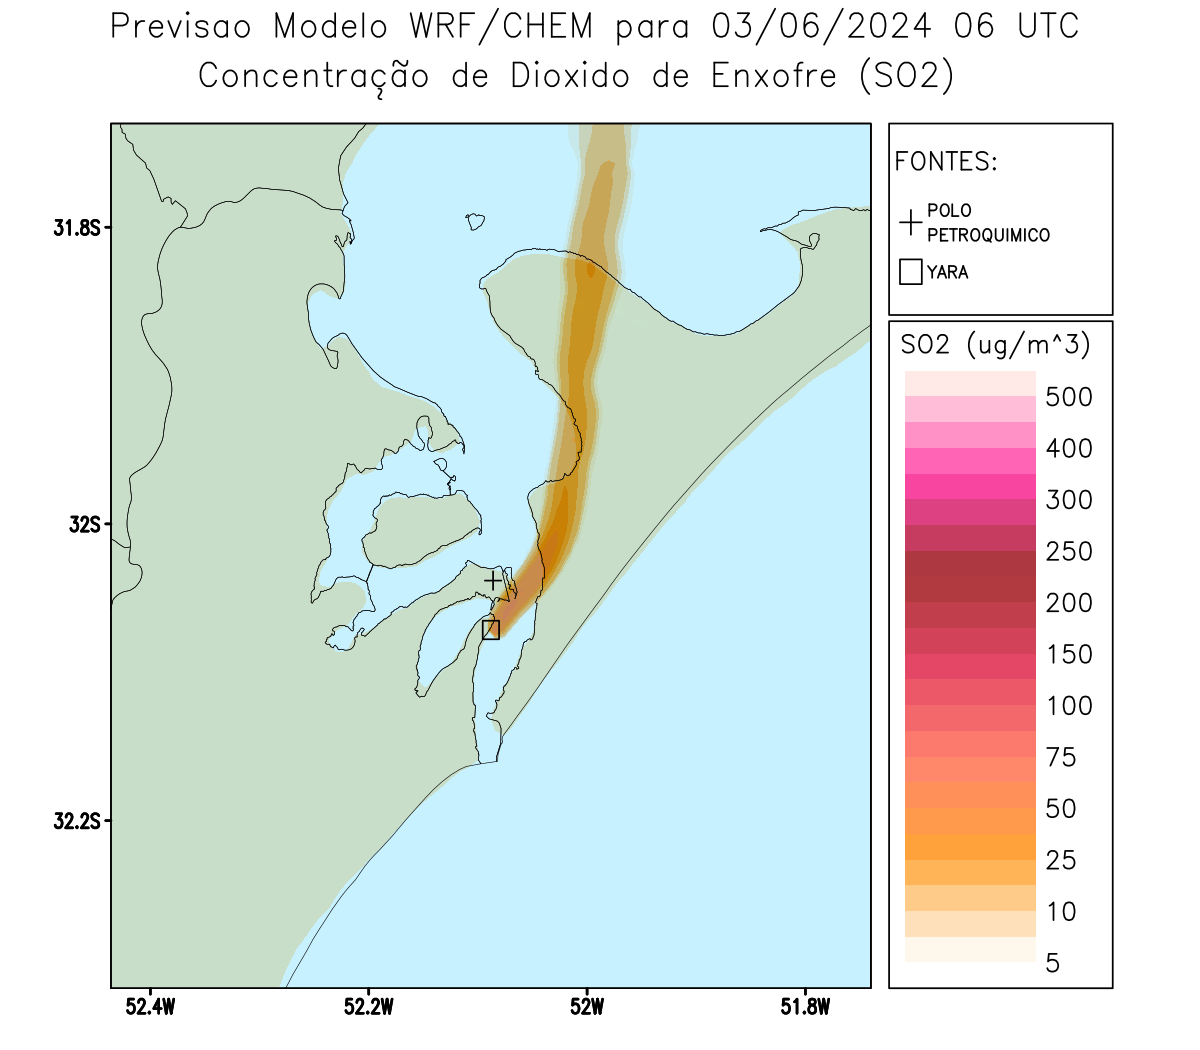 Previsao Modelo WRF/CHEM para 03/06/2024 06 UTC
Concentração de Dioxido de Enxofre (SO2)
FONTES:
POLO
PETROQUIMICO
YARA
SO2 (ug/m^3)
500
400
300
250
200
150
100
75
50
25
10
5
31.8S
32S
32.2S
52.4W
52.2W
52W
51.8W